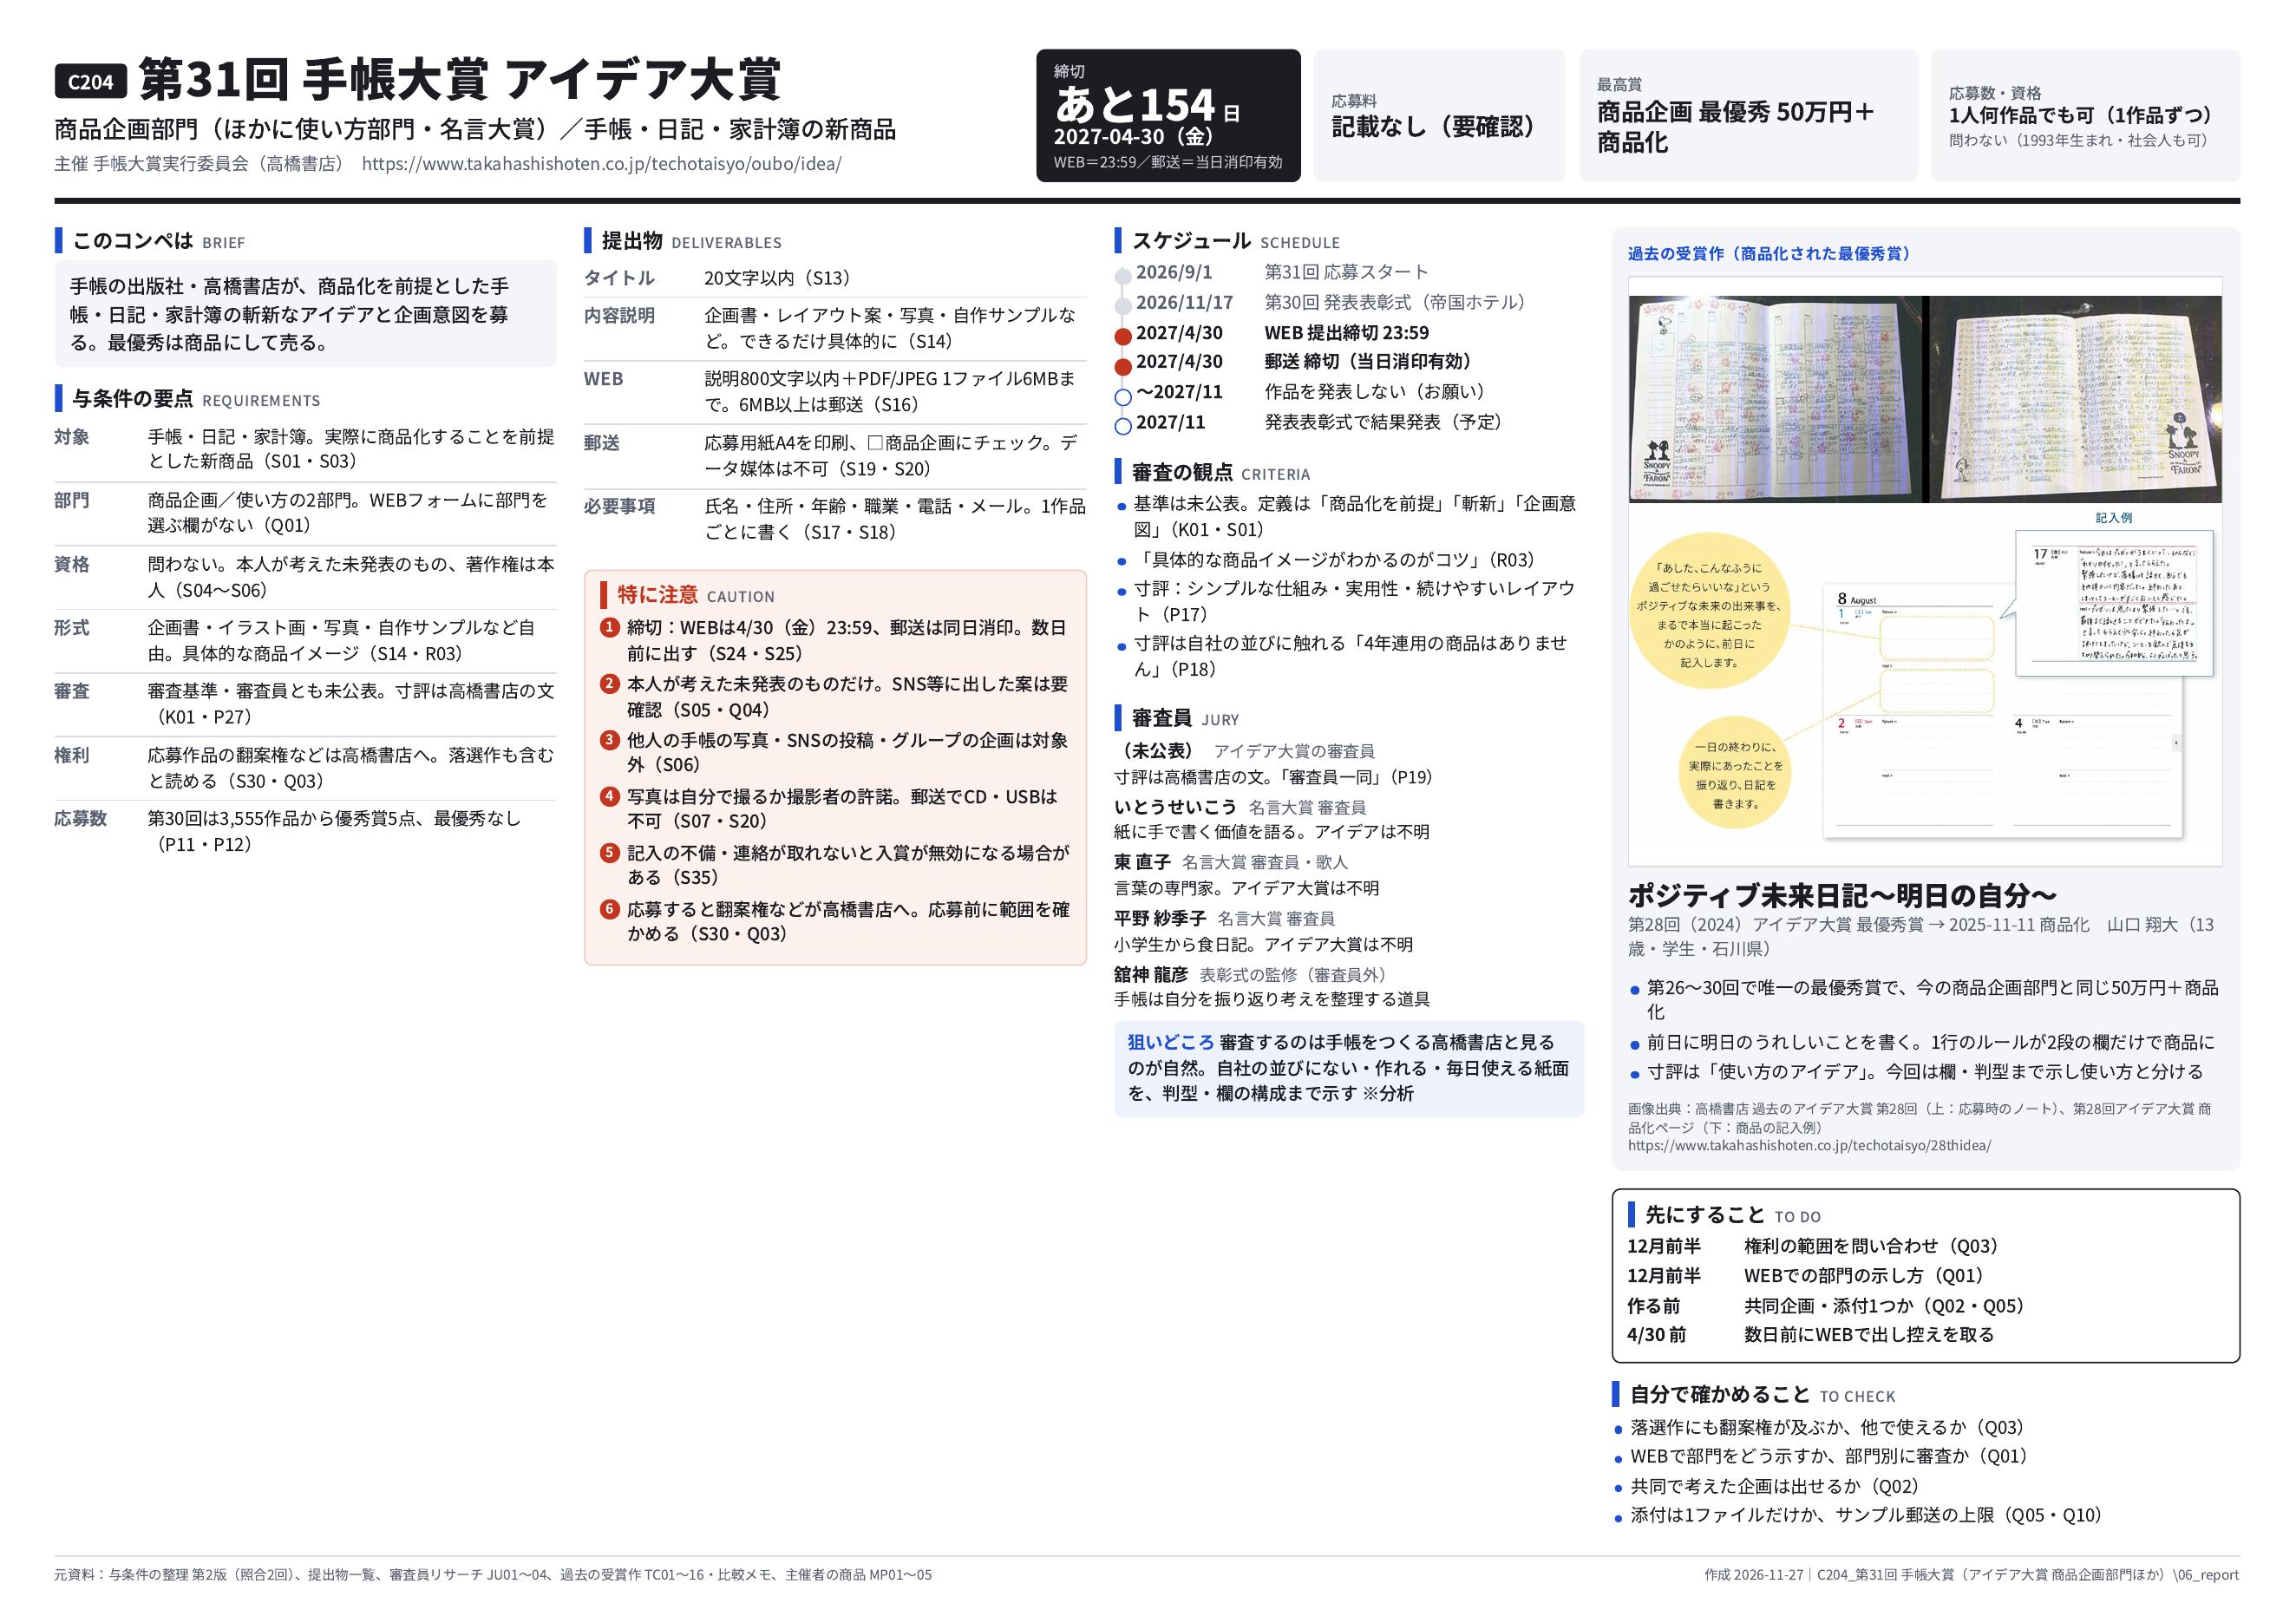 C204 第31回 手帳大賞 アイデア大賞
商品企画部門（ほかに使い方部門・名言大賞）／手帳・日記・家計簿の新商品
主催 手帳大賞実行委員会（高橋書店） https://www.takahashishoten.co.jp/techotaisyo/oubo/idea/
締切
あと154 日
2027-04-30（金）
WEB＝23:59／郵送＝当日消印有効
応募料
記載なし（要確認）
最高賞
商品企画 最優秀 50万円＋
商品化
応募数・資格
1人何作品でも可（1作品ずつ）
問わない（1993年生まれ・社会人も可）
このコンペは BRIEF
手帳の出版社・高橋書店が、商品化を前提とした手
帳・日記・家計簿の斬新なアイデアと企画意図を募
る。最優秀は商品にして売る。
与条件の要点 REQUIREMENTS
対象 手帳・日記・家計簿。実際に商品化することを前提
とした新商品（S01・S03）
部門 商品企画／使い方の2部門。WEBフォームに部門を
選ぶ欄がない（Q01）
資格 問わない。本人が考えた未発表のもの、著作権は本
人（S04〜S06）
形式 企画書・イラスト画・写真・自作サンプルなど自
由。具体的な商品イメージ（S14・R03）
審査 審査基準・審査員とも未公表。寸評は高橋書店の文
（K01・P27）
権利 応募作品の翻案権などは高橋書店へ。落選作も含む
と読める（S30・Q03）
応募数 第30回は3,555作品から優秀賞5点、最優秀なし
（P11・P12）
提出物 DELIVERABLES
タイトル 20文字以内（S13）
内容説明 企画書・レイアウト案・写真・自作サンプルな
ど。できるだけ具体的に（S14）
WEB 説明800文字以内＋PDF/JPEG 1ファイル6MBま
で。6MB以上は郵送（S16）
郵送 応募用紙A4を印刷、□商品企画にチェック。デ
ータ媒体は不可（S19・S20）
必要事項 氏名・住所・年齢・職業・電話・メール。1作品
ごとに書く（S17・S18）
特に注意 CAUTION
1 締切：WEBは4/30（金）23:59、郵送は同日消印。数日
前に出す（S24・S25）
2 本人が考えた未発表のものだけ。SNS等に出した案は要
確認（S05・Q04）
3 他人の手帳の写真・SNSの投稿・グループの企画は対象
外（S06）
4 写真は自分で撮るか撮影者の許諾。郵送でCD・USBは
不可（S07・S20）
5 記入の不備・連絡が取れないと入賞が無効になる場合が
ある（S35）
6 応募すると翻案権などが高橋書店へ。応募前に範囲を確
かめる（S30・Q03）
スケジュール SCHEDULE
2026/9/1 第31回 応募スタート
2026/11/17 第30回 発表表彰式（帝国ホテル）
2027/4/30 WEB 提出締切 23:59
2027/4/30 郵送 締切（当日消印有効）
〜2027/11 作品を発表しない（お願い）
2027/11 発表表彰式で結果発表（予定）
審査の観点 CRITERIA
基準は未公表。定義は「商品化を前提」「斬新」「企画意
図」（K01・S01）
「具体的な商品イメージがわかるのがコツ」（R03）
寸評：シンプルな仕組み・実用性・続けやすいレイアウ
ト（P17）
寸評は自社の並びに触れる「4年連用の商品はありませ
ん」（P18）
審査員 JURY
（未公表） アイデア大賞の審査員
寸評は高橋書店の文。「審査員一同」（P19）
いとうせいこう 名言大賞 審査員
紙に手で書く価値を語る。アイデアは不明
東 直子 名言大賞 審査員・歌人
言葉の専門家。アイデア大賞は不明
平野 紗季子 名言大賞 審査員
小学生から食日記。アイデア大賞は不明
舘神 龍彦 表彰式の監修（審査員外）
手帳は自分を振り返り考えを整理する道具
狙いどころ 審査するのは手帳をつくる高橋書店と見る
のが自然。自社の並びにない・作れる・毎日使える紙面
を、判型・欄の構成まで示す ※分析
過去の受賞作（商品化された最優秀賞）
SNOOPY
FARON
SNOOPY
FARON
記入例
「あした、こんなふうに
過ごせたらいいな」という
ポジティブな未来の出来事を、
まるで本当に起こった
かのように、前日に
記入します。
一日の終わりに、
実際にあったことを
振り返り、日記を
書きます。
17
8 August
1
2
4 Tue
ポジティブ未来日記〜明日の自分〜
第28回（2024）アイデア大賞 最優秀賞 → 2025-11-11 商品化 山口 翔大（13
歳・学生・石川県）
第26〜30回で唯一の最優秀賞で、今の商品企画部門と同じ50万円＋商品
化
前日に明日のうれしいことを書く。1行のルールが2段の欄だけで商品に
寸評は「使い方のアイデア」。今回は欄・判型まで示し使い方と分ける
画像出典：高橋書店 過去のアイデア大賞 第28回（上：応募時のノート）、第28回アイデア大賞 商
品化ページ（下：商品の記入例）
https://www.takahashishoten.co.jp/techotaisyo/28thidea/
先にすること TO DO
12月前半 権利の範囲を問い合わせ（Q03）
12月前半 WEBでの部門の示し方（Q01）
作る前 共同企画・添付1つか（Q02・Q05）
4/30 前 数日前にWEBで出し控えを取る
自分で確かめること TO CHECK
落選作にも翻案権が及ぶか、他で使えるか（Q03）
WEBで部門をどう示すか、部門別に審査か（Q01）
共同で考えた企画は出せるか（Q02）
添付は1ファイルだけか、サンプル郵送の上限（Q05・Q10）
元資料：与条件の整理 第2版（照合2回）、提出物一覧、審査員リサーチ JU01〜04、過去の受賞作 TC01〜16・比較メモ、主催者の商品 MP01〜05
作成 2026-11-27｜C204_第31回 手帳大賞（アイデア大賞 商品企画部門ほか）\06_report